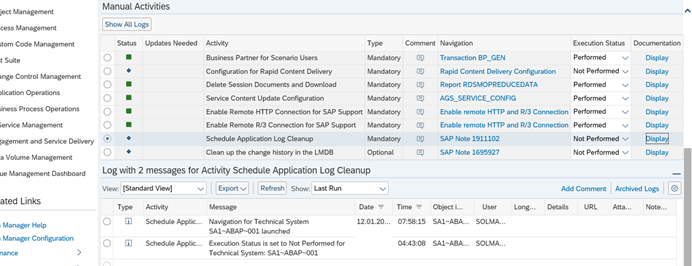 Manual Activities
ject Management
Show All Logs
cess Management
Status Updates Needed Activity Type Comment Navigation Execution Status Documentation
stom Code Management
Business Partner for Scenario Users Mandatory Transaction BP_GEN Performed Display
st Suite
Configuration for Rapid Content Delivery Mandatory Rapid Content Delivery Configuration Not Performed Display
ange Control Management
Delete Session Documents and Download Mandatory Report RDSMOPREDUCEDATA Performed Display
plication Operations
Service Content Update Configuration Mandatory AGS_SERVICE_CONFIG Performed Display
siness Process Operations
Enable Remote HTTP Connection for SAP Support Mandatory Enable remote HTTP and R/3 Connection Performed Display
Service Management
Enable Remote R/3 Connection for SAP Support Mandatory Enable remote HTTP and R/3 Connection Performed Display
ngagement and Service Delivery
Schedule Application Log Cleanup Mandatory SAP Note 1911102 Not Performed Display
ta Volume Management
Clean up the change history in the LMDB Optional SAP Note 1695927 Not Performed Display
ue Management Dashboard
Log with 2 messages for Activity Schedule Application Log Cleanup
View: [Standard View] Export Refresh Show: Last Run Add Comment Archived Logs
ated Links
Type Activity Message Date Time Object i... User Long... Details URL Atta... Note...
n Manager Help
Schedule Applic... Navigation for Technical System SA1~ABAP~001 launched 12.01.20... 07:58:15 SA1~ABA... SOLMA...
n Manager Configuration
Schedule Applic... Execution Status is set to Not Performed for Technical System: SA1~ABAP~001 04:43:08 SA1~ABA... SOLMA...
nance